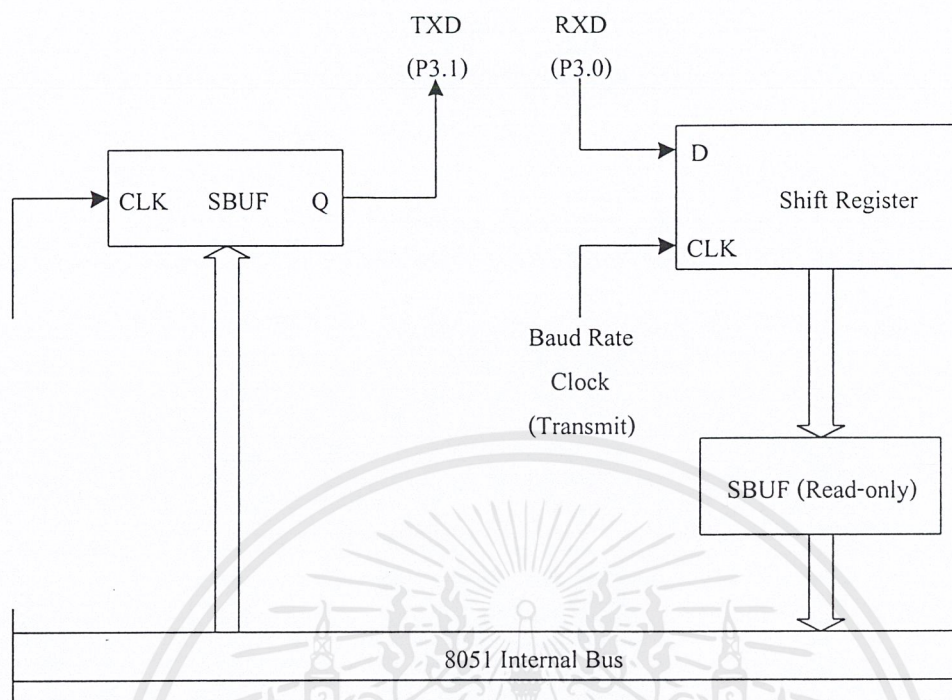 TXD
(P3.1)
RXD
(P3.0)
CLK SBUF Q
D
Shift Register
CLK
Baud Rate
Clock
(Transmit)
SBUF (Read-only)
8051 Internal Bus